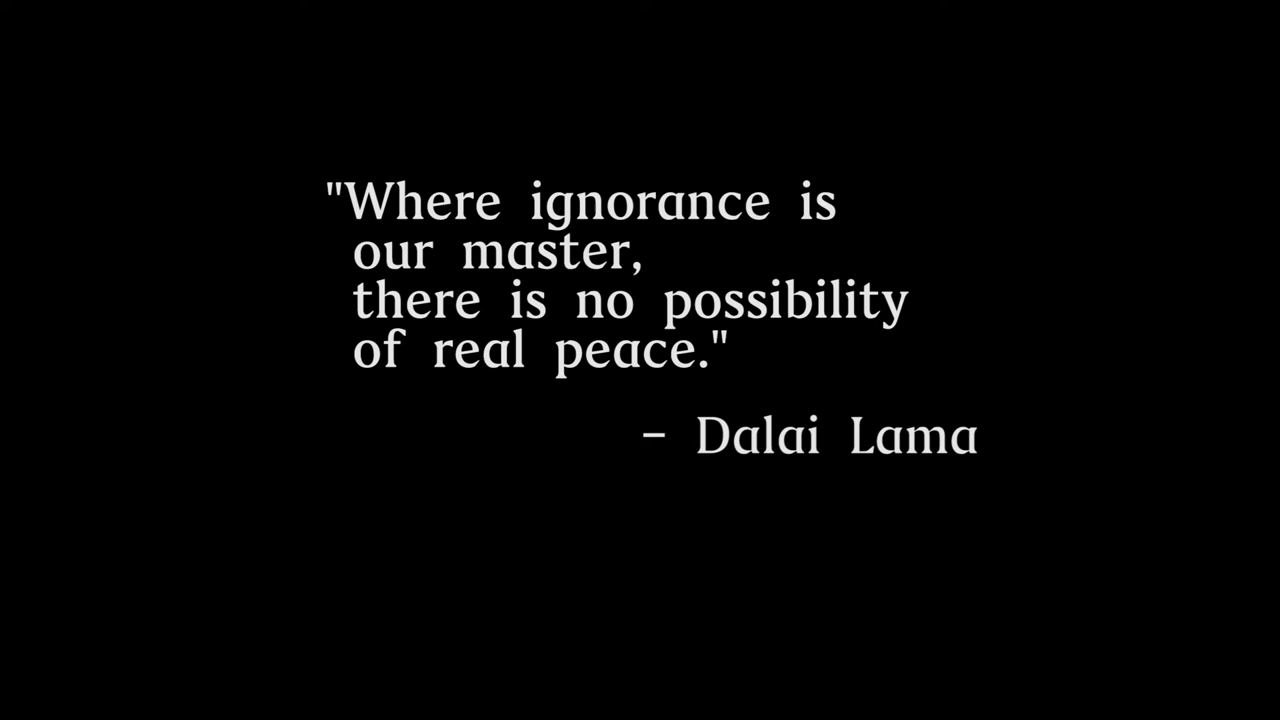 "Where ignorance is
our master,
there is no possibility
of real peace."
- Dalai Lama